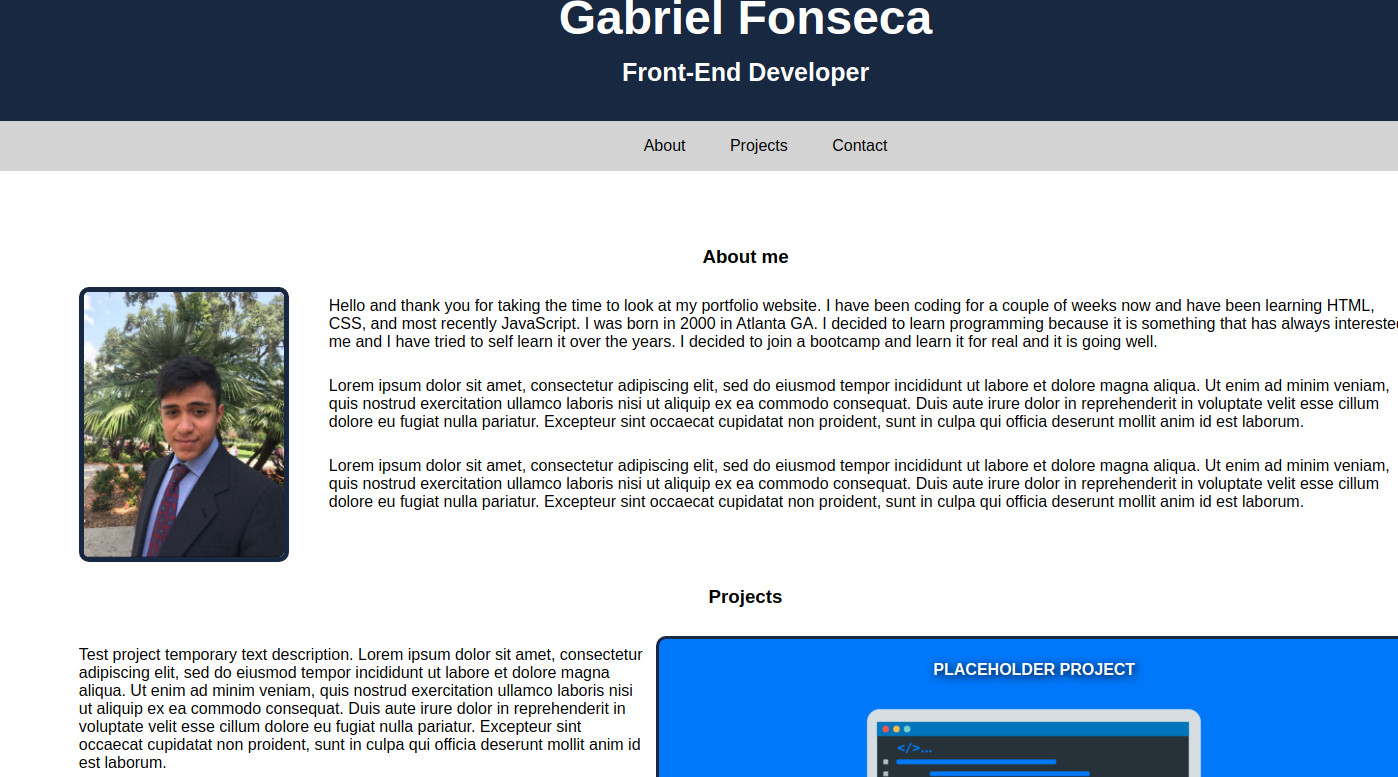 Gabriel Fonseca
Front-End Developer
About Projects Contact
About me
Hello and thank you for taking the time to look at my portfolio website. I have been coding for a couple of weeks now and have been learning HTML,
CSS, and most recently JavaScript. I was born in 2000 in Atlanta GA. I decided to learn programming because it is something that has always interested
me and I have tried to self learn it over the years. I decided to join a bootcamp and learn it for real and it is going well.
Lorem ipsum dolor sit amet, consectetur adipiscing elit, sed do eiusmod tempor incididunt ut labore et dolore magna aliqua. Ut enim ad minim veniam,
quis nostrud exercitation ullamco laboris nisi ut aliquip ex ea commodo consequat. Duis aute irure dolor in reprehenderit in voluptate velit esse cillum
dolore eu fugiat nulla pariatur. Excepteur sint occaecat cupidatat non proident, sunt in culpa qui officia deserunt mollit anim id est laborum.
Lorem ipsum dolor sit amet, consectetur adipiscing elit, sed do eiusmod tempor incididunt ut labore et dolore magna aliqua. Ut enim ad minim veniam,
quis nostrud exercitation ullamco laboris nisi ut aliquip ex ea commodo consequat. Duis aute irure dolor in reprehenderit in voluptate velit esse cillum
dolore eu fugiat nulla pariatur. Excepteur sint occaecat cupidatat non proident, sunt in culpa qui officia deserunt mollit anim id est laborum.
Projects
Test project temporary text description. Lorem ipsum dolor sit amet, consectetur
adipiscing elit, sed do eiusmod tempor incididunt ut labore et dolore magna
aliqua. Ut enim ad minim veniam, quis nostrud exercitation ullamco laboris nisi
ut aliquip ex ea commodo consequat. Duis aute irure dolor in reprehenderit in
voluptate velit esse cillum dolore eu fugiat nulla pariatur. Excepteur sint
occaecat cupidatat non proident, sunt in culpa qui officia deserunt mollit anim id
est laborum.
PLACEHOLDER PROJECT
</>...